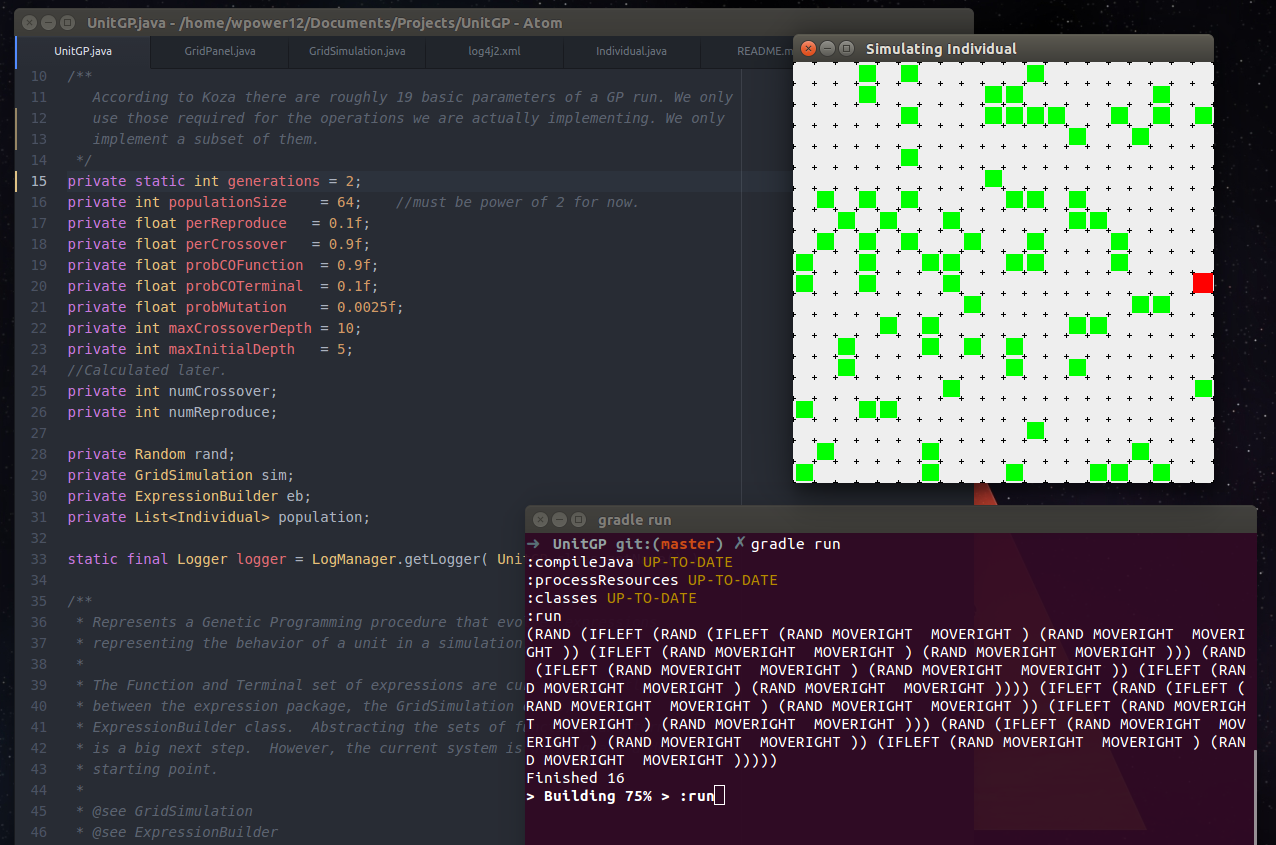 UnitGP.java - /home/wpower12/Documents/Projects/UnitGP - Atom
UnitGP.java GridPanel.java GridSimulation.java log4j2.xml Individual.java README.m
10 /**
11 According to Koza there are roughly 19 basic parameters of a GP run. We only
12 use those required for the operations we are actually implementing. We only
13 implement a subset of them.
14 */
15 private static int generations = 2;
16 private int populationSize = 64; //must be power of 2 for now.
17 private float perReproduce = 0.1f;
18 private float perCrossover = 0.9f;
19 private float probCOFunction = 0.9f;
20 private float probCOTerminal = 0.1f;
21 private float probMutation = 0.0025f;
22 private int maxCrossoverDepth = 10;
23 private int maxInitialDepth = 5;
24 //Calculated later.
25 private int numCrossover;
26 private int numReproduce;
27
28 private Random rand;
29 private GridSimulation sim;
30 private ExpressionBuilder eb;
31 private List<Individual> population;
32
33 static final Logger logger = LogManager.getLogger( Uni
34
35 /**
36 * Represents a Genetic Programming procedure that evo
37 * representing the behavior of a unit in a simulation
38 *
39 * The Function and Terminal set of expressions are cu
40 * between the expression package, the GridSimulation
41 * ExpressionBuilder class. Abstracting the sets of f
42 * is a big next step. However, the current system is
43 * starting point.
44 *
45 * @see GridSimulation
46 * @see ExpressionBuilder
Simulating Individual
gradle run
➜ UnitGP git:(master) ✗ gradle run
:compileJava UP-TO-DATE
:processResources UP-TO-DATE
:classes UP-TO-DATE
:run
(RAND (IFLEFT (RAND (IFLEFT (RAND MOVERIGHT MOVERIGHT ) (RAND MOVERIGHT MOVERI
GHT )) (IFLEFT (RAND MOVERIGHT MOVERIGHT ) (RAND MOVERIGHT MOVERIGHT ))) (RAND
(IFLEFT (RAND MOVERIGHT MOVERIGHT ) (RAND MOVERIGHT MOVERIGHT )) (IFLEFT (RAN
D MOVERIGHT MOVERIGHT ) (RAND MOVERIGHT MOVERIGHT )))) (IFLEFT (RAND (IFLEFT (
RAND MOVERIGHT MOVERIGHT ) (RAND MOVERIGHT MOVERIGHT )) (IFLEFT (RAND MOVERIGH
T MOVERIGHT ) (RAND MOVERIGHT MOVERIGHT ))) (RAND (IFLEFT (RAND MOVERIGHT MOV
ERIGHT ) (RAND MOVERIGHT MOVERIGHT )) (IFLEFT (RAND MOVERIGHT MOVERIGHT ) (RAN
D MOVERIGHT MOVERIGHT )))))
Finished 16
> Building 75% > :run